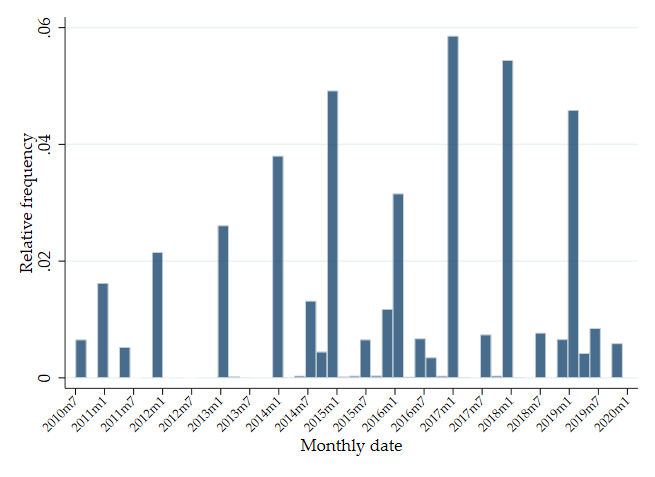 Relative frequency
.06
.04
.02
0
2010m7
2011m1
2011m7
2012m1
2012m7
2013m1
2013m7
2014m1
2014m7
2015m1
2015m7
2016m1
2016m7
2017m1
2017m7
2018m1
2018m7
2019m1
2019m7
2020m1
Monthly date